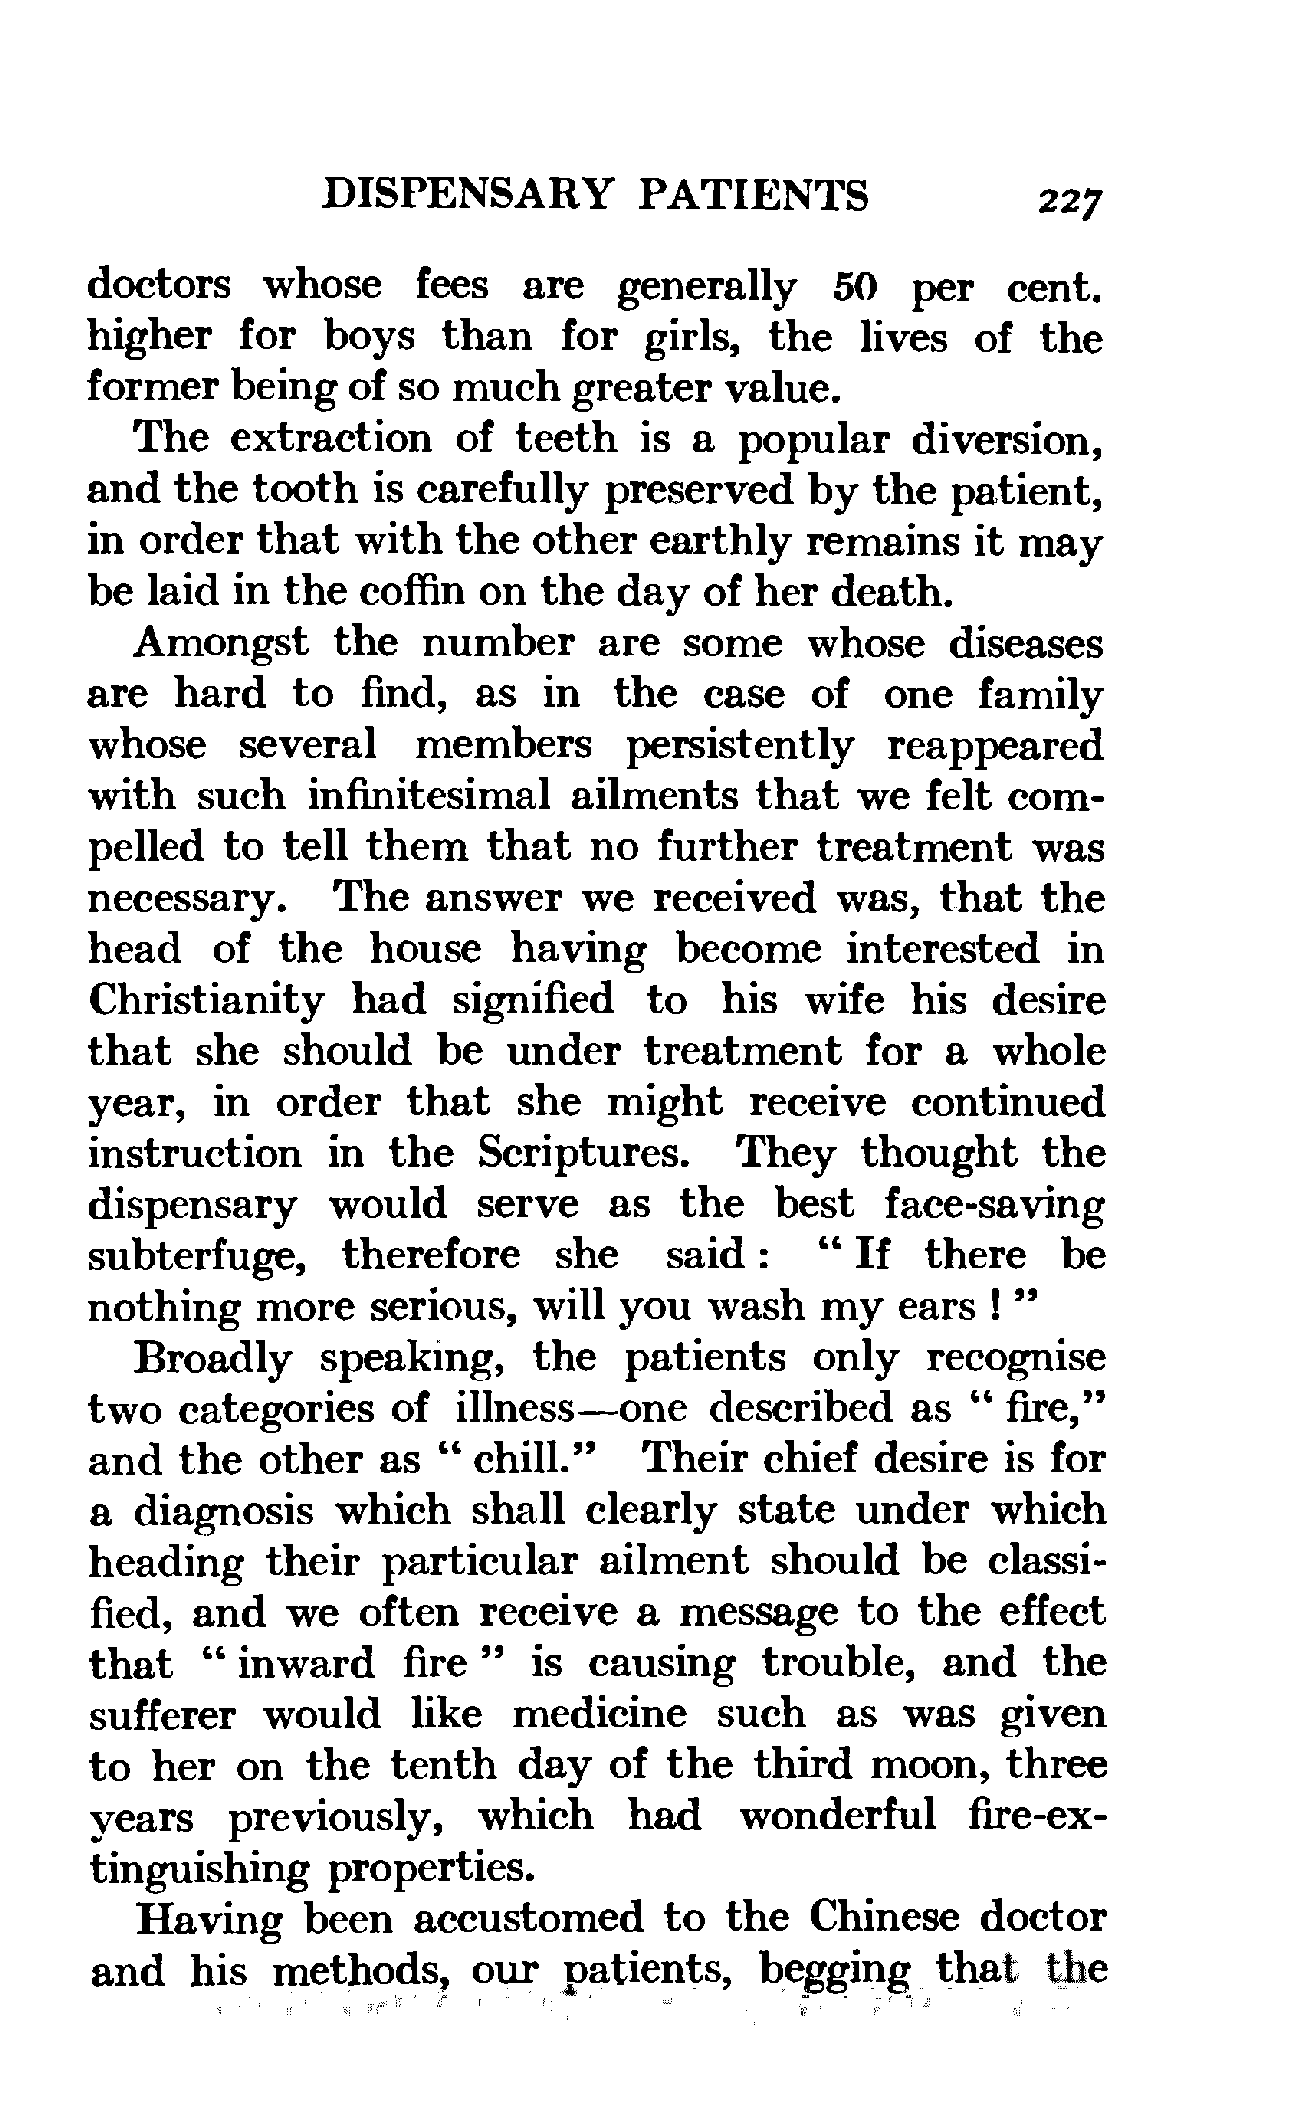 DISPENSARY PATIENTS 227
doctors whose fees are generally 50 per cent.
higher for boys than for girls, the lives of the
former being of so much greater value.
The extraction of teeth is a popular diversion,
and the tooth is carefully preserved by the patient,
in order that with the other earthly remains it may
be laid in the coffin on the day of her death.
Amongst the number are some whose diseases
are hard to find, as in the case of one family
whose several members persistently reappeared
with such infinitesimal ailments that we felt com-
pelled to tell them that no further treatment was
necessary. The answer we received was, that the
head of the house having become interested in
Christianity had signified to his wife his desire
that she should be under treatment for a whole
year, in order that she might receive continued
instruction in the Scriptures. They thought the
dispensary would serve as the best face-saving
subterfuge, therefore she said : “ If there be
nothing more serious, will you wash my ears ! ”
Broadly speaking, the patients only recognise
two categories of illness—one described as “ fire,”
and the other as “ chill.” Their chief desire is for
a diagnosis which shall clearly state under which
heading their particular ailment should be classi-
fied, and we often receive a message to the effect
that “ inward fire ” is causing trouble, and the
sufferer would like medicine such as was given
to her on the tenth day of the third moon, three
years previously, which had wonderful fire-ex-
tinguishing properties.
Having been accustomed to the Chinese doctor
and his methods, our patients, begging that the